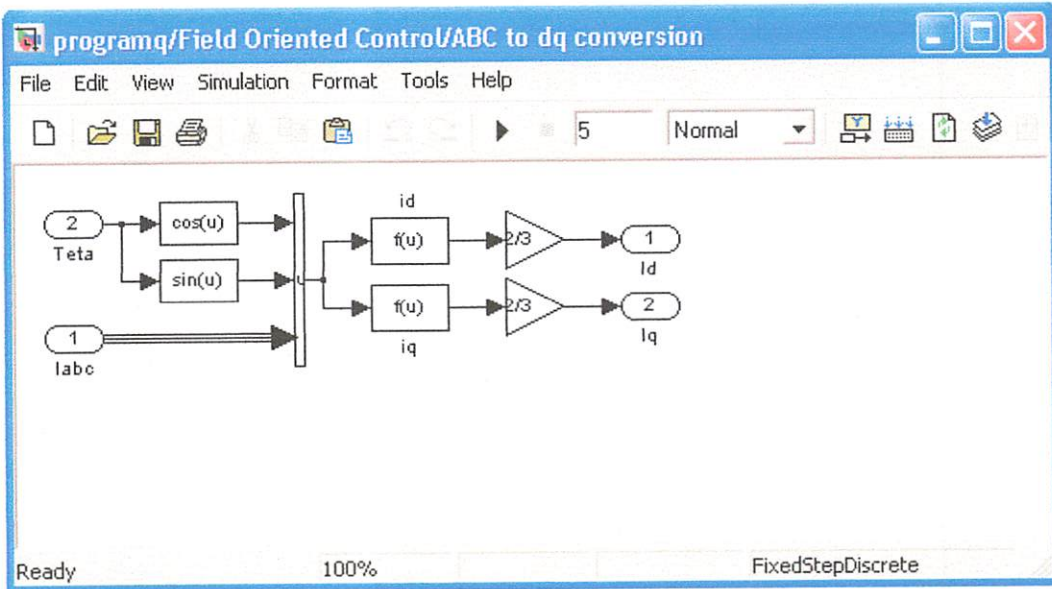 programq/Field Oriented Control/ABC to dq conversion
File Edit View Simulation Format Tools Help
5 Normal
2
Teta
cos(u)
sin(u)
1
Iabc
u
id
f(u)
2/3
1
Id
f(u)
iq
2/3
2
Iq
Ready 100% FixedStepDiscrete